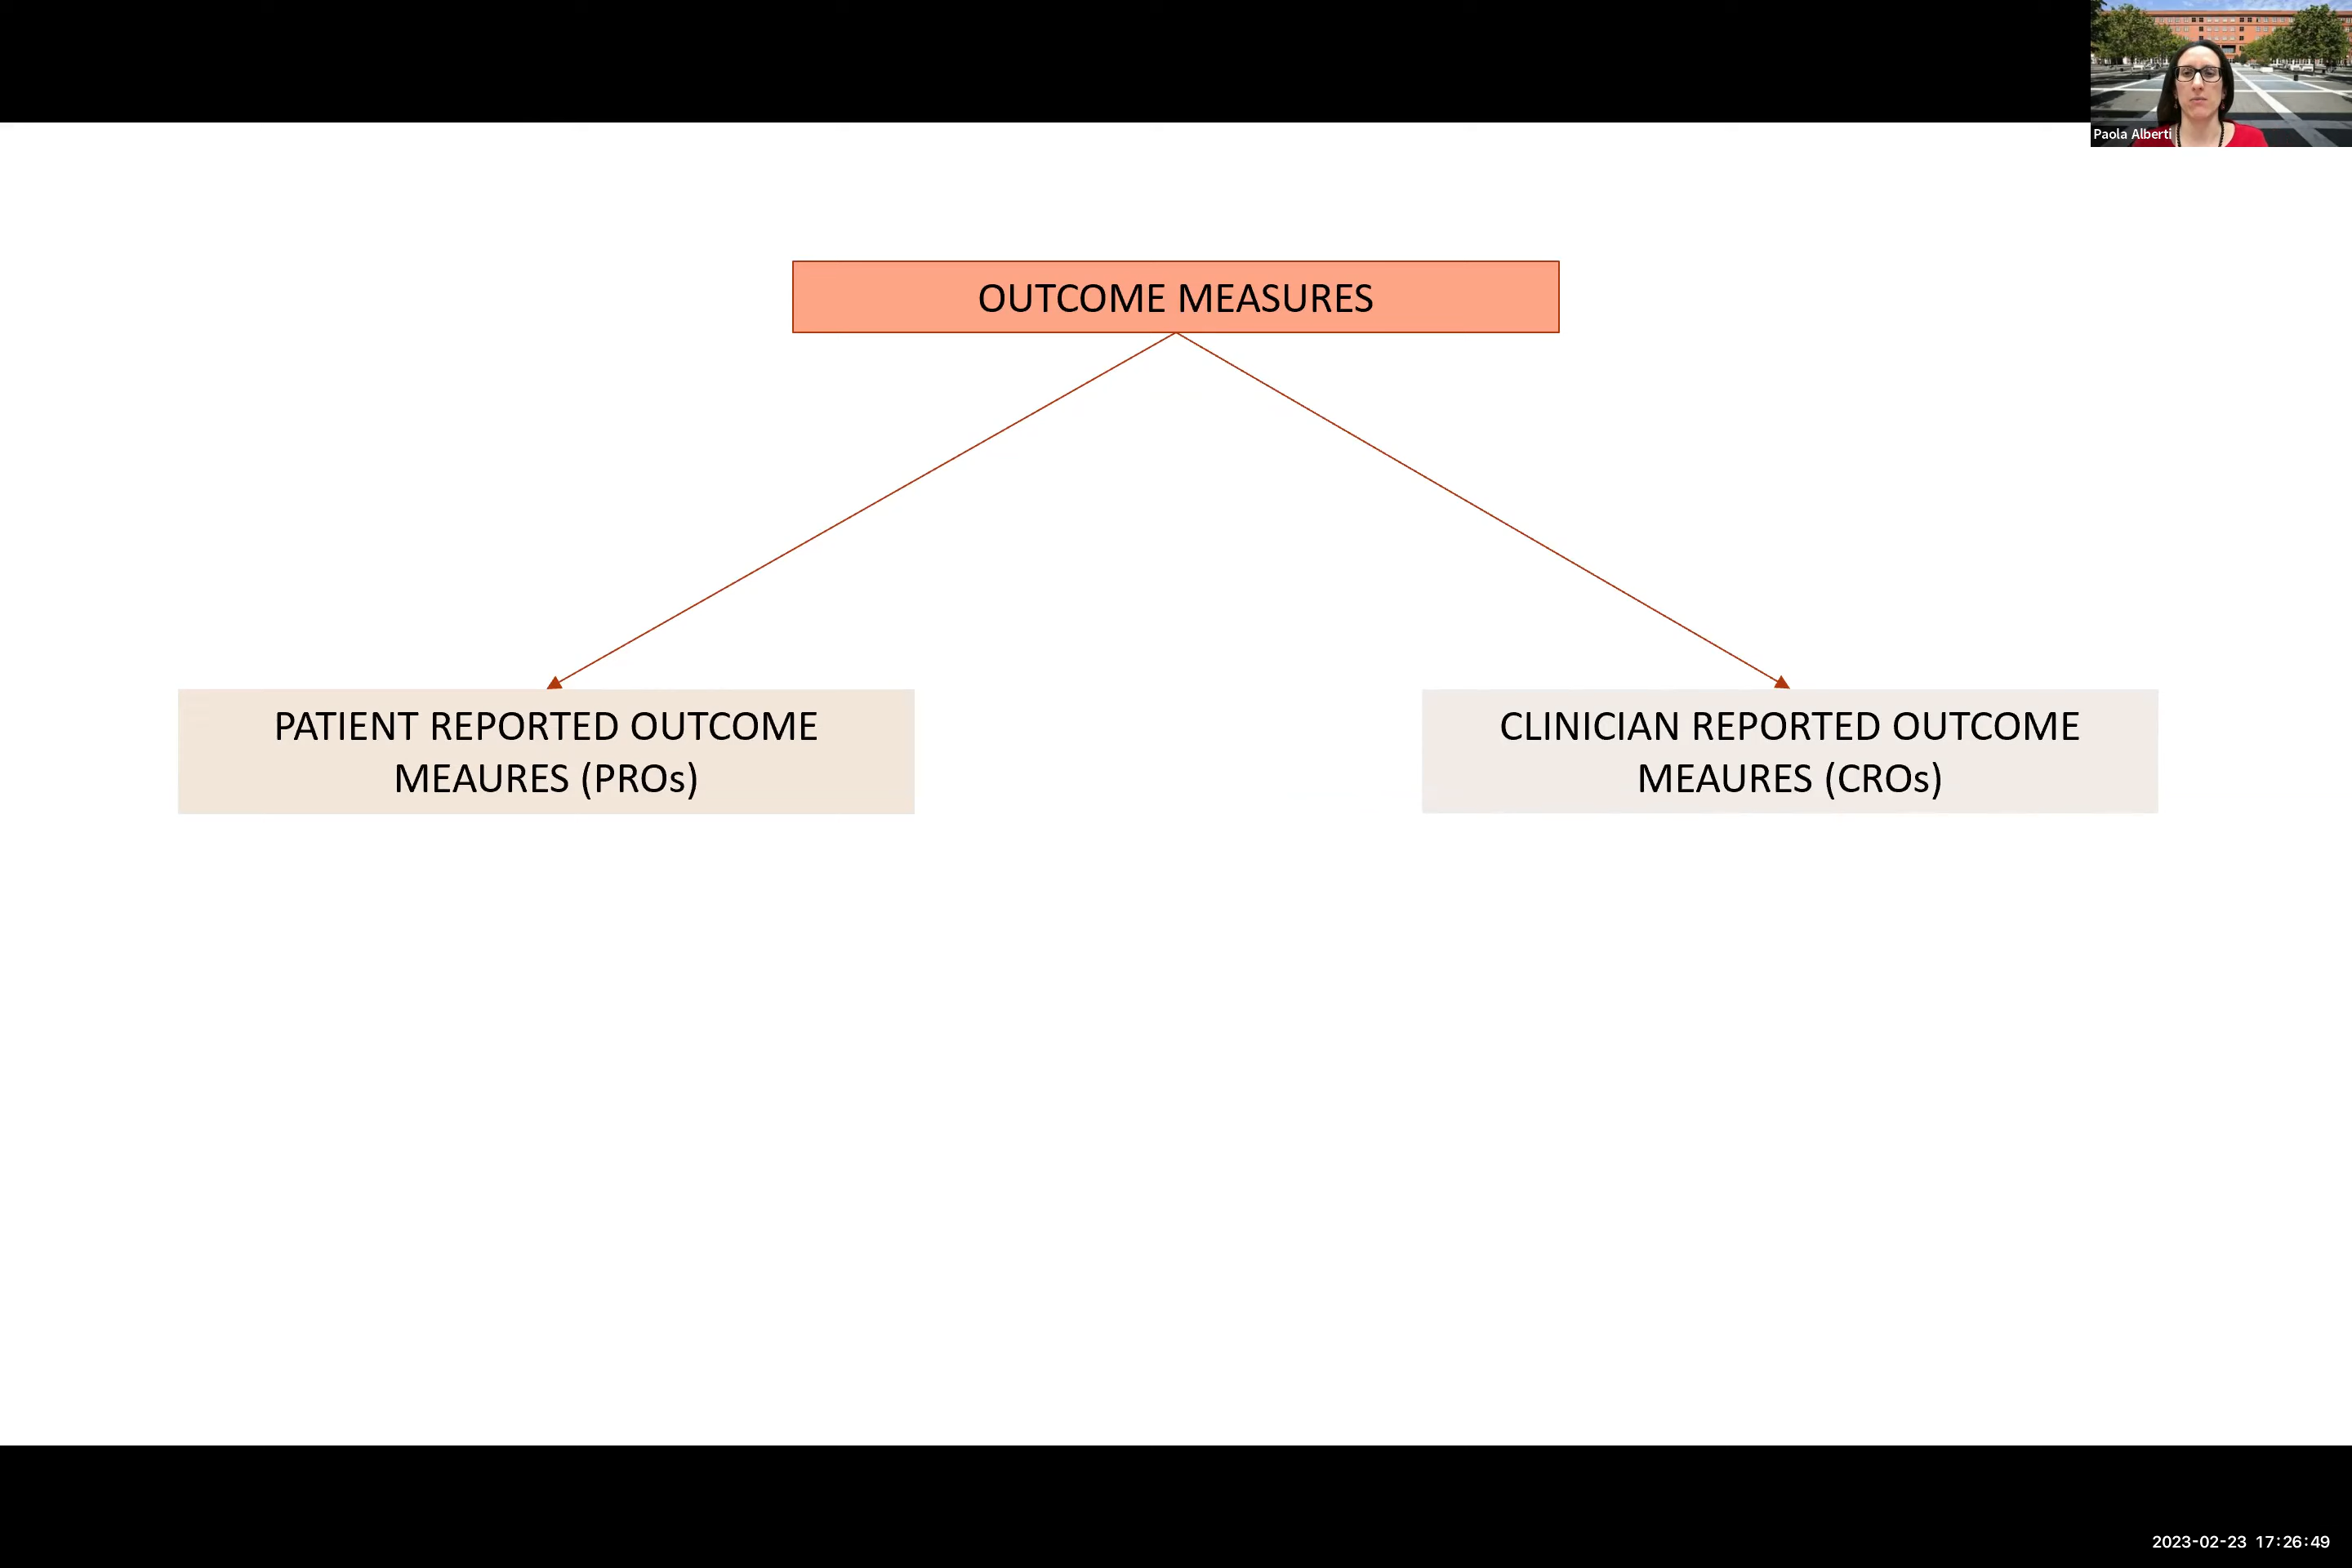 Paola Alberti
OUTCOME MEASURES
PATIENT REPORTED OUTCOME
MEAURES (PROs)
CLINICIAN REPORTED OUTCOME
MEAURES (CROs)
2023-02-23 17:26:49